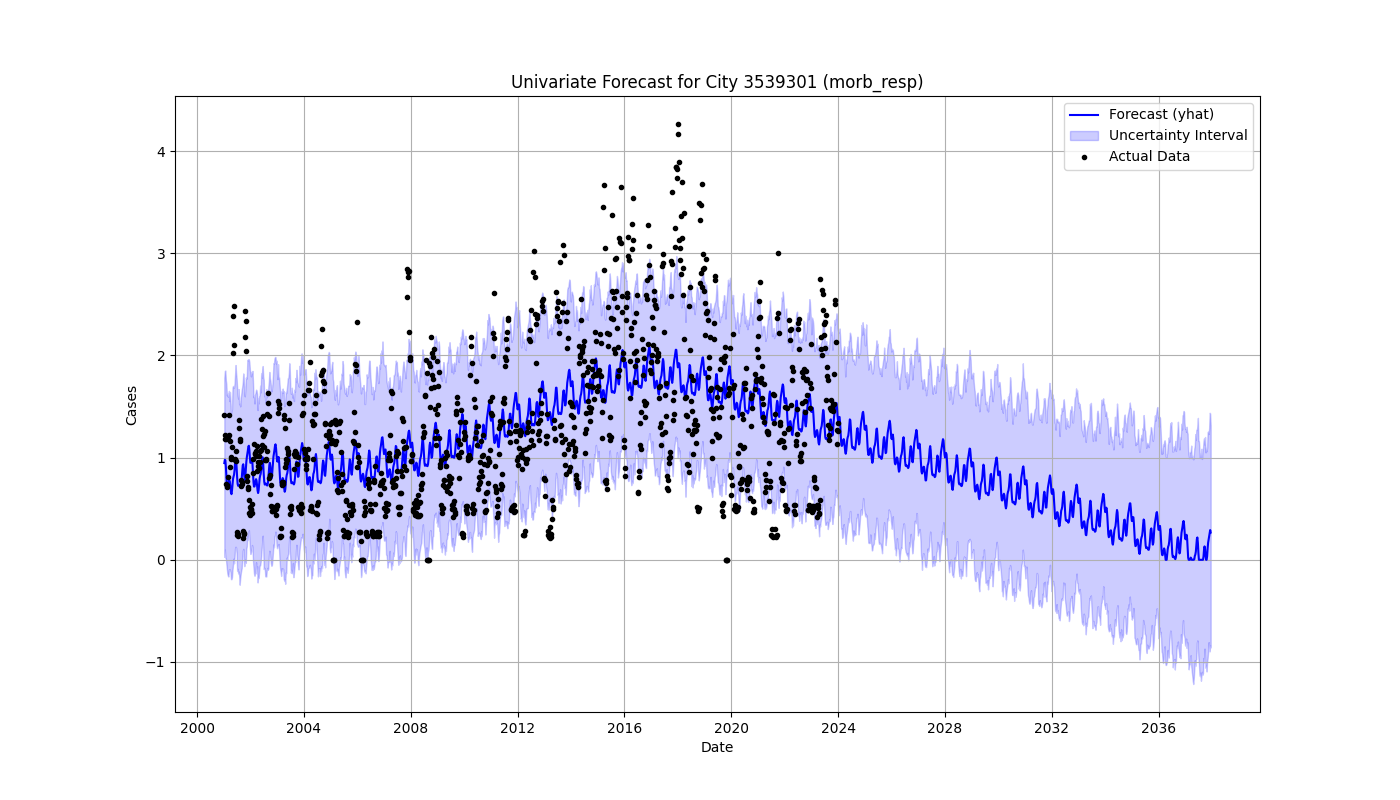 Univariate Forecast for City 3539301 (morb_resp)
Forecast (yhat)
Uncertainty Interval
Actual Data
Cases
4
3
2
1
0
−1
2000 2004 2008 2012 2016 2020 2024 2028 2032 2036
Date